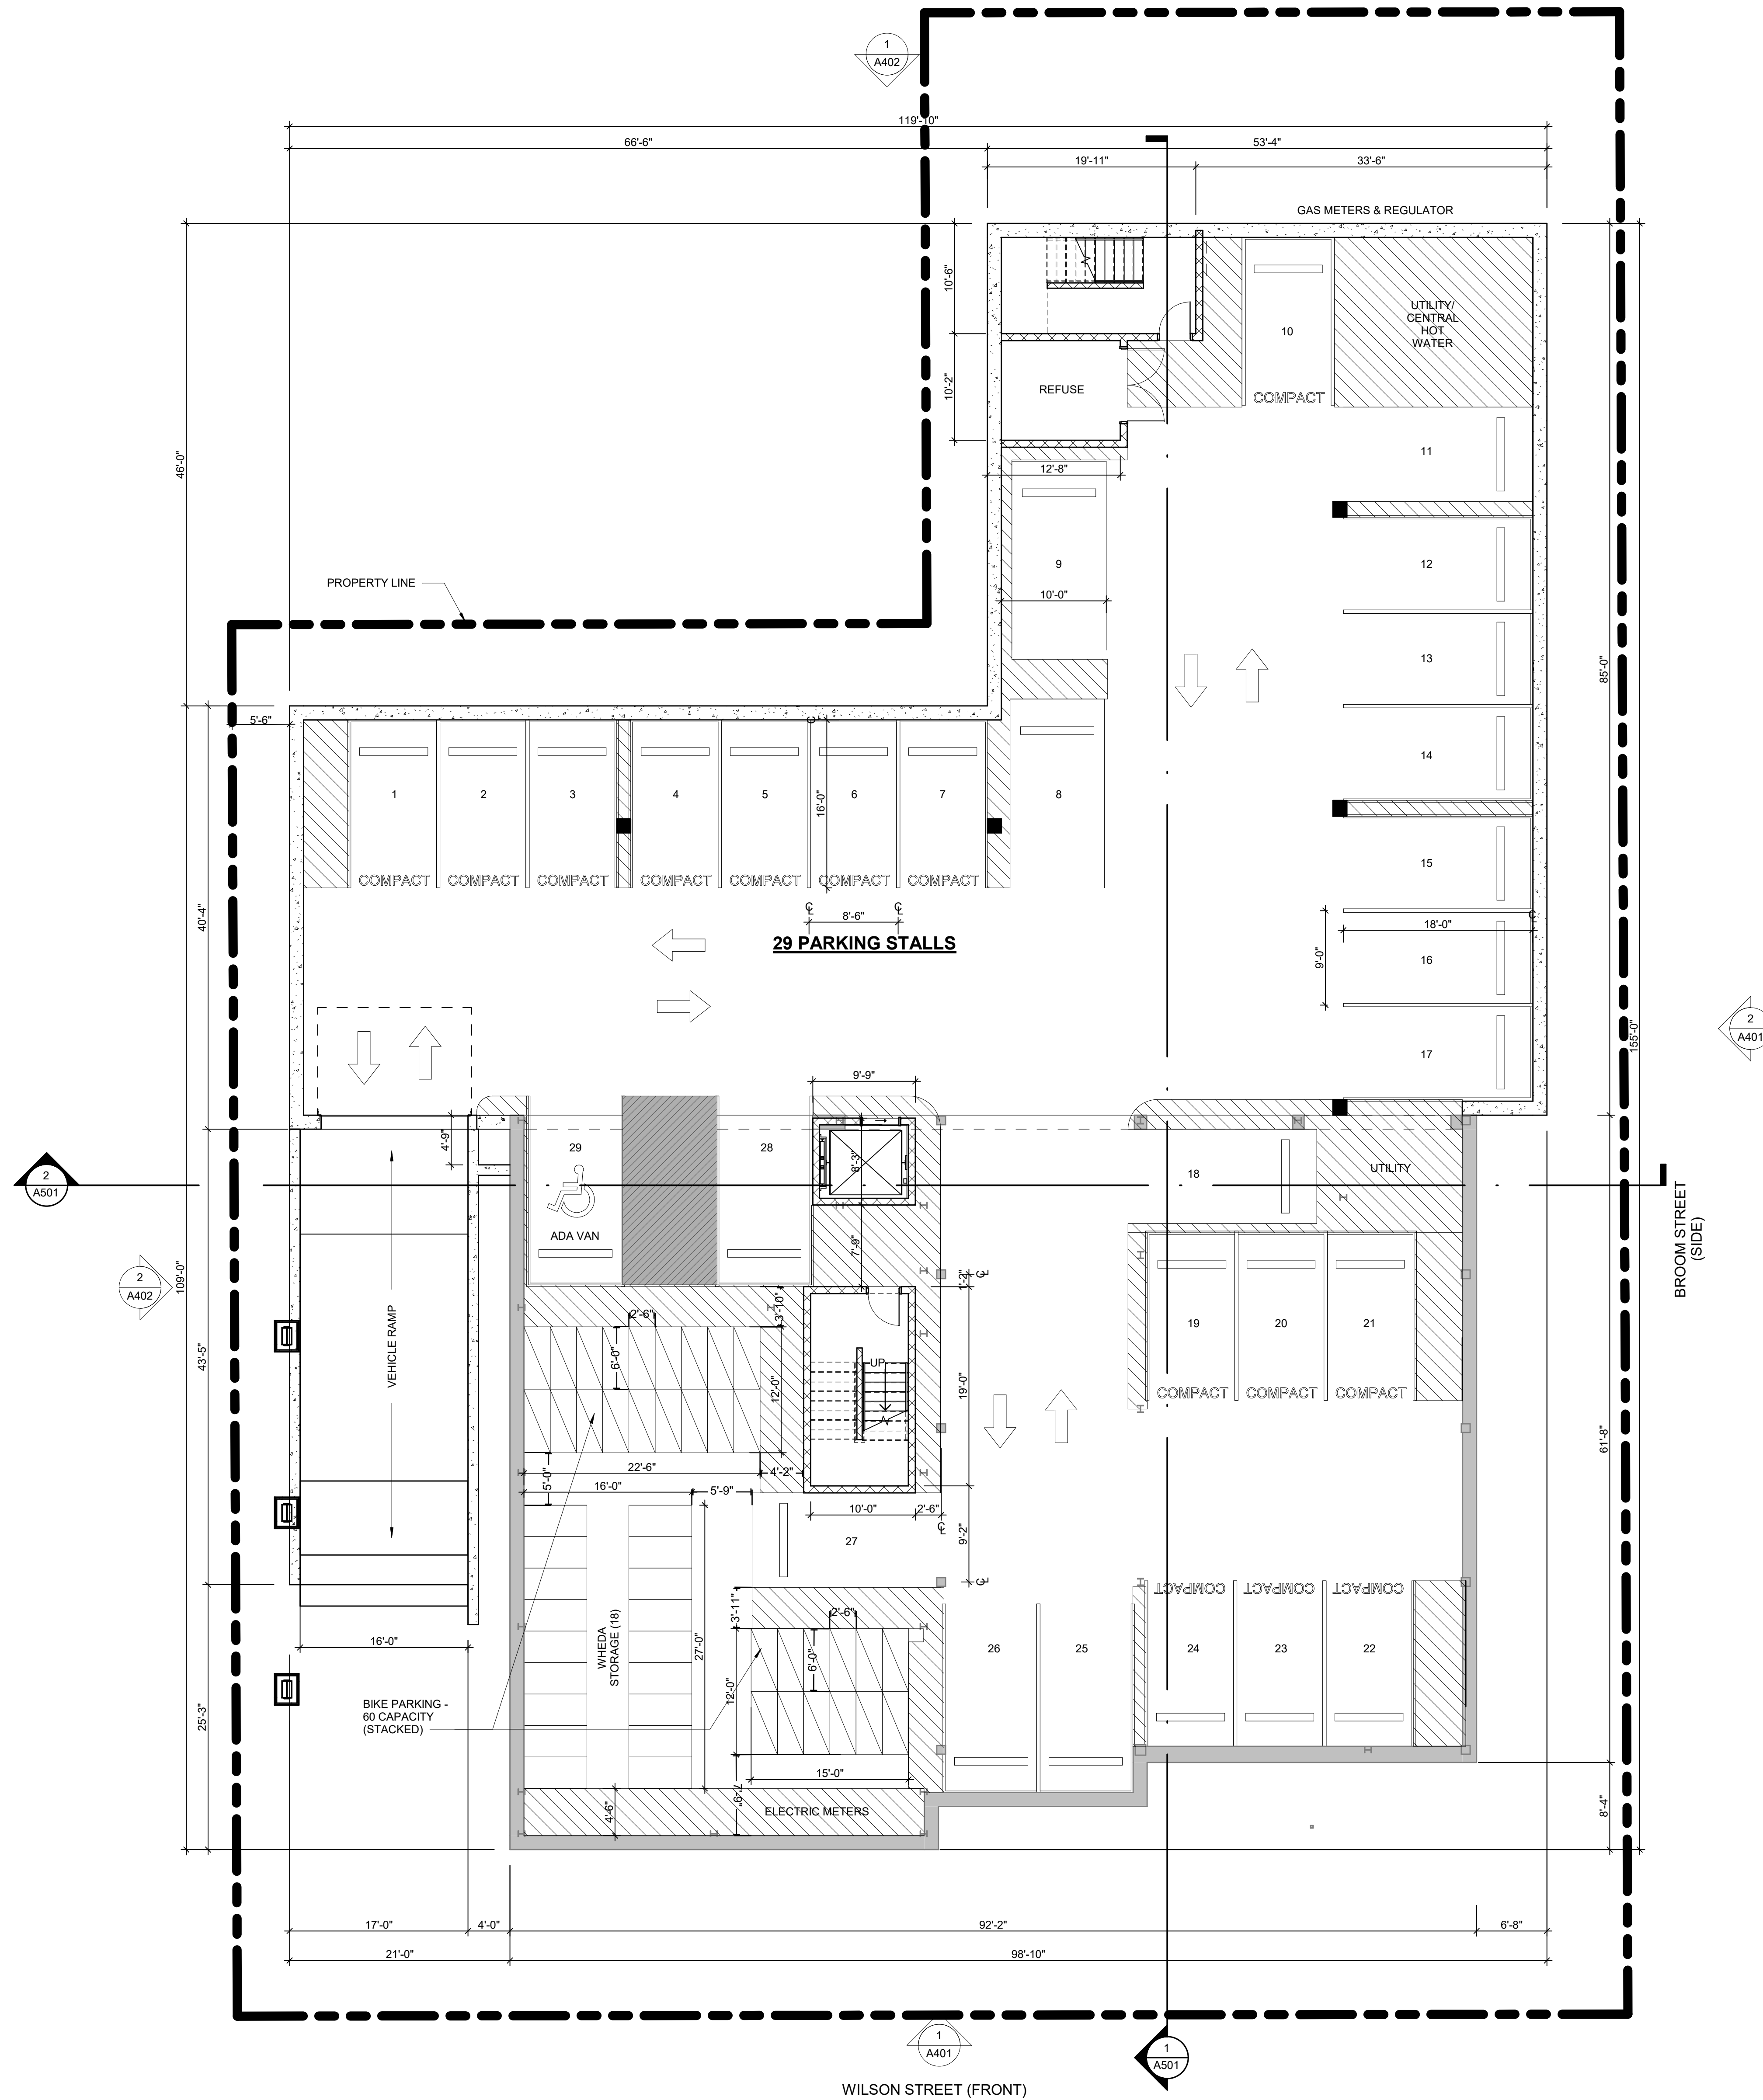 1
A402
119'-10"
66'-6"
53'-4"
19'-11"
33'-6"
GAS METERS & REGULATOR
10'-6"
10'-2"
46'-0"
UTILITY/
CENTRAL
HOT
WATER
10
COMPACT
REFUSE
12'-8"
11
12
9
10'-0"
PROPERTY LINE
13
85'-0"
5'-6"
14
1
2
3
4
5
6
7
8
16'-0"
15
COMPACT
COMPACT
COMPACT
COMPACT
COMPACT
COMPACT
COMPACT
40'-4"
8'-6"
29 PARKING STALLS
18'-0"
9'-0"
16
2
A401
155'-0"
17
9'-9"
4'-9"
29
28
8'-3"
18
UTILITY
2
A501
ADA VAN
7'-9"
BROOM STREET
(SIDE)
2
A402
109'-0"
1'-2"
3'-10"
2'-6"
VEHICLE RAMP
43'-5"
6'-0"
UP
19
20
21
12'-0"
19'-0"
COMPACT
COMPACT
COMPACT
61'-8"
22'-6"
4'-2"
5'-0"
16'-0"
5'-9"
10'-0"
2'-6"
9'-2"
27
COMPACT
COMPACT
COMPACT
3'-11"
2'-6"
16'-0"
WHEDA
STORAGE (18)
27'-0"
6'-0"
12'-0"
26
25
24
23
22
BIKE PARKING -
60 CAPACITY
(STACKED)
25'-3"
15'-0"
7'-9"
4'-6"
ELECTRIC METERS
8'-4"
17'-0"
4'-0"
92'-2"
6'-8"
21'-0"
98'-10"
1
A401
1
A501
WILSON STREET (FRONT)